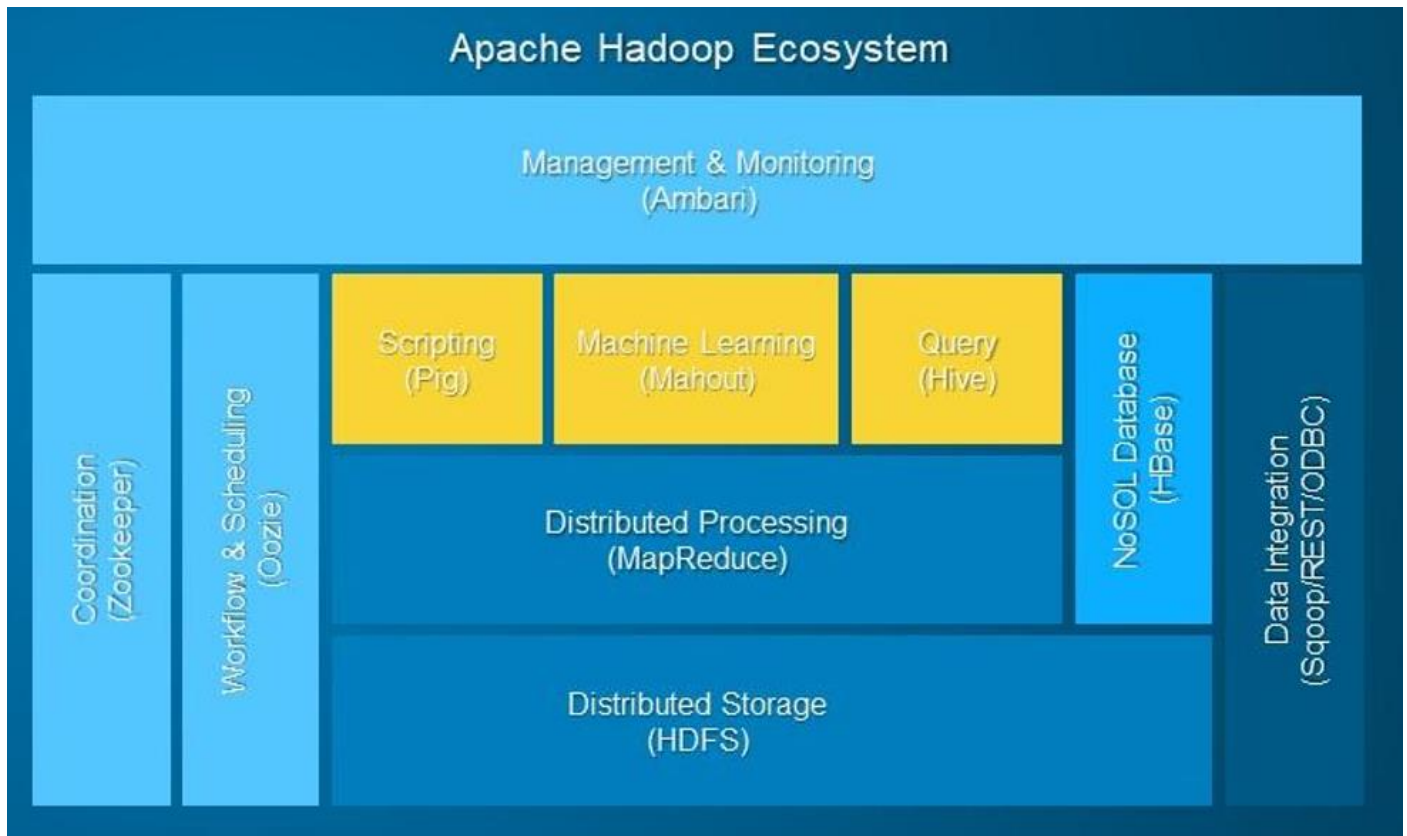 Apache Hadoop Ecosystem
Management & Monitoring
(Ambari)
Coordination
(Zookeeper)
Workflow & Scheduling
(Oozie)
Scripting
(Pig)
Machine Learning
(Mahout)
Query
(Hive)
NoSOL Database
(HBase)
Data Integration
(Sqoop/REST/ODBC)
Distributed Processing
(MapReduce)
Distributed Storage
(HDFS)